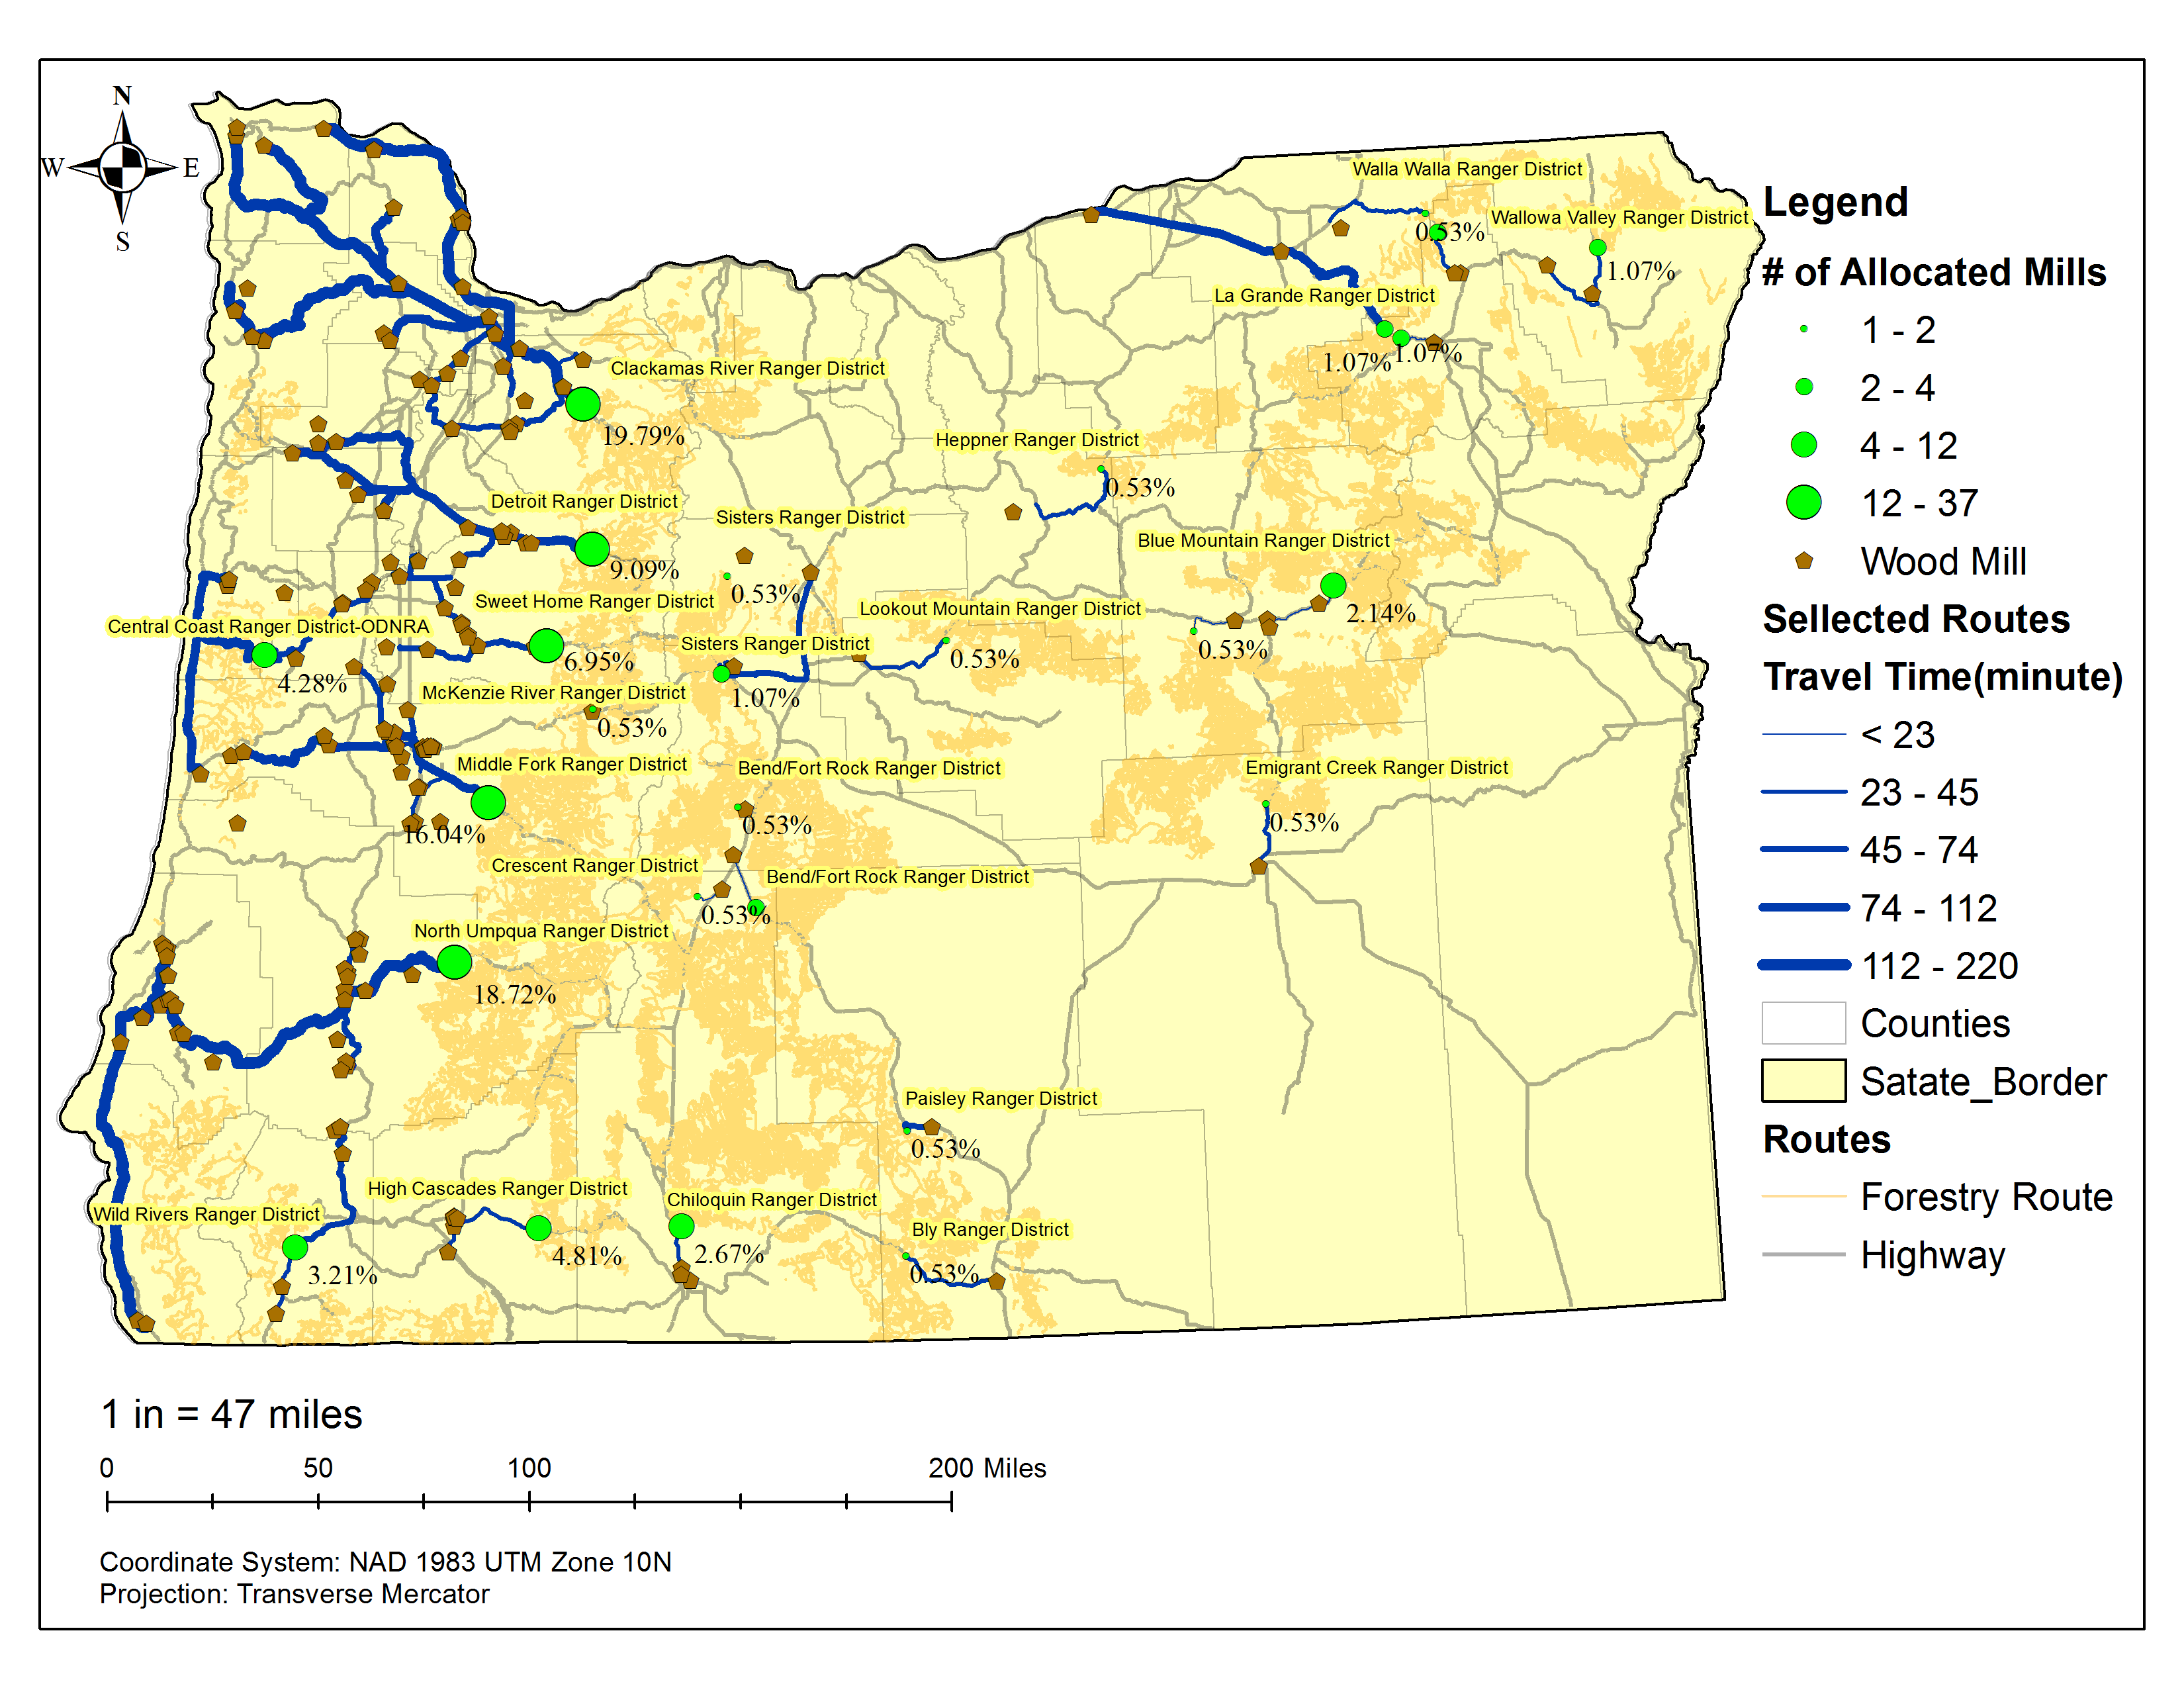 N
W
E
S
Walla Walla Ranger District
Wallowa Valley Ranger District
0.53%
1.07%
La Grande Ranger District
1.07%
1.07%
Clackamas River Ranger District
19.79%
Heppner Ranger District
0.53%
Detroit Ranger District
Sisters Ranger District
Blue Mountain Ranger District
9.09%
0.53%
2.14%
Sweet Home Ranger District
Lookout Mountain Ranger District
Central Coast Ranger District-ODNRA
Sisters Ranger District
0.53%
0.53%
6.95%
4.28%
McKenzie River Ranger District
1.07%
0.53%
Middle Fork Ranger District
Bend/Fort Rock Ranger District
Emigrant Creek Ranger District
0.53%
0.53%
16.04%
Crescent Ranger District
Bend/Fort Rock Ranger District
0.53%
North Umpqua Ranger District
18.72%
Paisley Ranger District
0.53%
High Cascades Ranger District
Chiloquin Ranger District
Wild Rivers Ranger District
Bly Ranger District
4.81%
2.67%
3.21%
0.53%
Legend
# of Allocated Mills
1 - 2
2 - 4
4 - 12
12 - 37
Wood Mill
Sellected Routes
Travel Time(minute)
< 23
23 - 45
45 - 74
74 - 112
112 - 220
Counties
Satate_Border
Routes
Forestry Route
Highway
1 in = 47 miles
0 50 100 200 Miles
Coordinate System: NAD 1983 UTM Zone 10N
Projection: Transverse Mercator